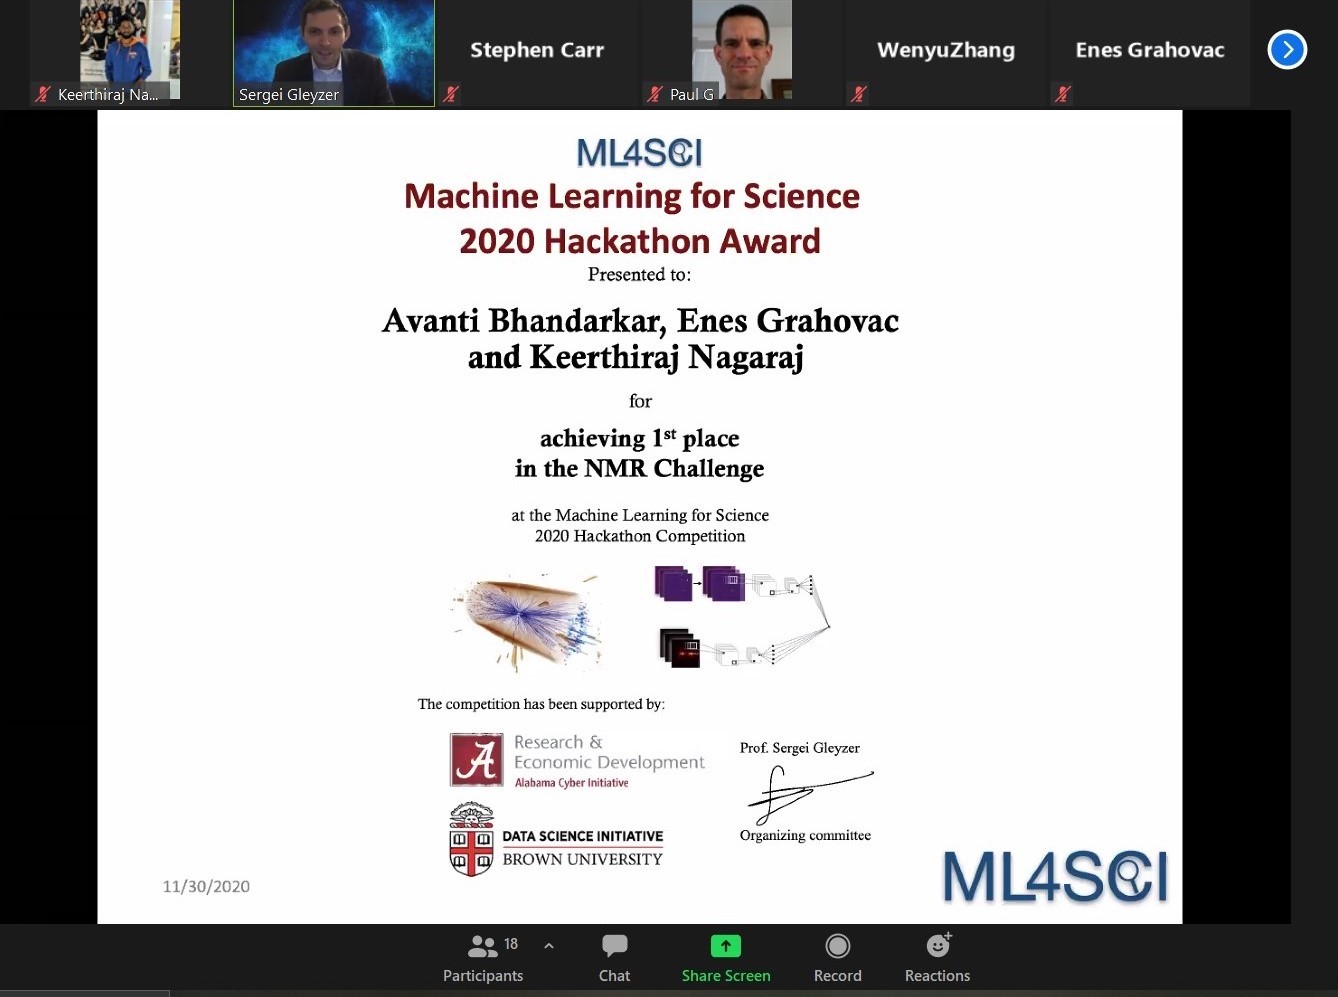 Keerthiraj Na...
Sergei Gleyzer
Stephen Carr
Paul G
WenyuZhang
Enes Grahovac
ML4SCI
Machine Learning for Science
2020 Hackathon Award
Presented to:
Avanti Bhandarkar, Enes Grahovac
and Keerthiraj Nagaraj
for
achieving 1st place
in the NMR Challenge
at the Machine Learning for Science
2020 Hackathon Competition
The competition has been supported by:
A
Research &
Economic Development
Alabama Cyber Initiative
Prof. Sergei Gleyzer
Organizing committee
DATA SCIENCE INITIATIVE
BROWN UNIVERSITY
11/30/2020
ML4SCI
18
Participants
Chat
Share Screen
Record
Reactions